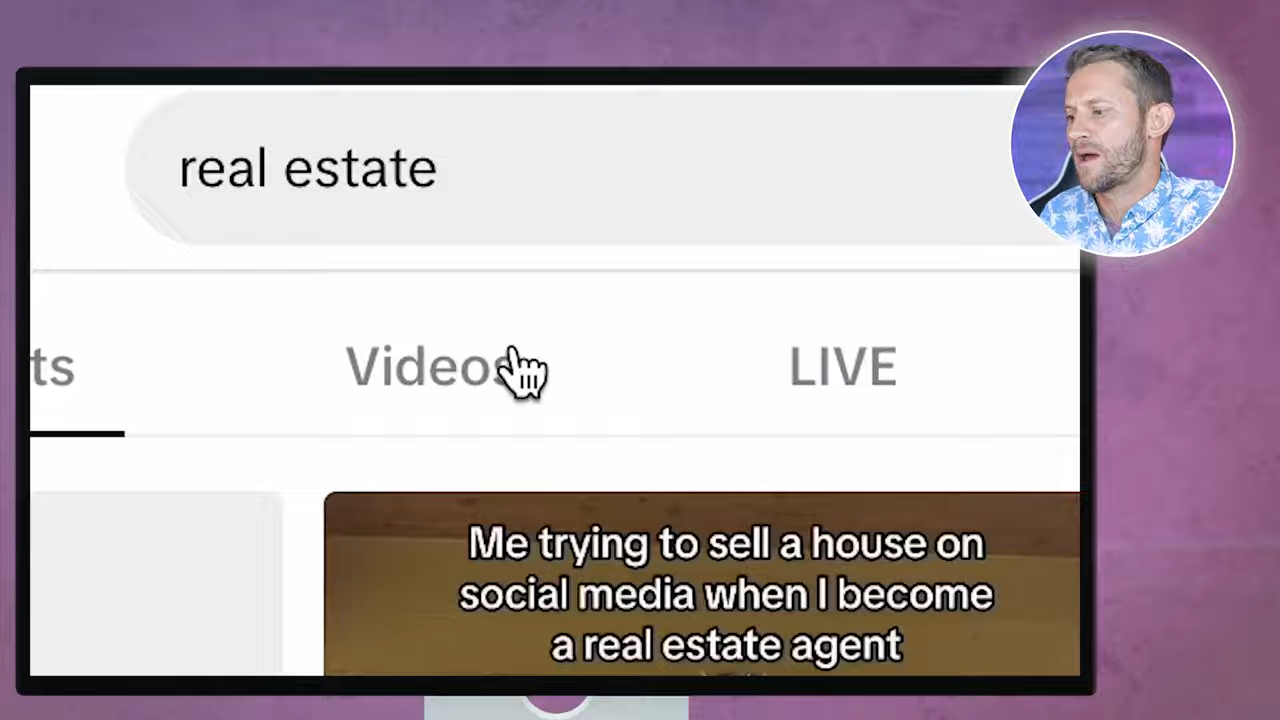 real estate
ts
Videos
LIVE
Me trying to sell a house on
social media when I become
a real estate agent